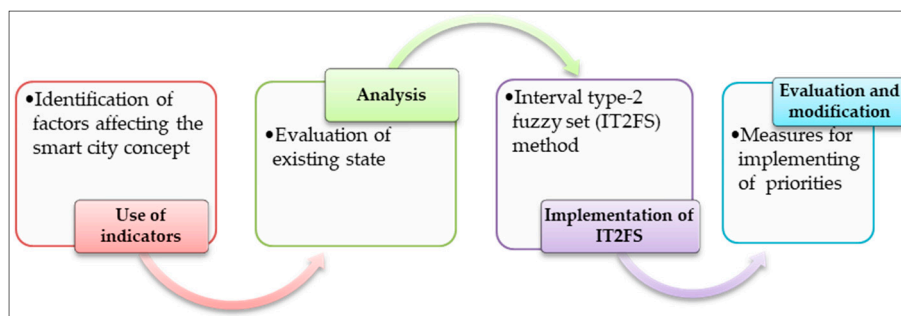 •Identification of
factors affecting the
smart city concept
Use of
indicators
Analysis
•Evaluation of
existing state
•Interval type-2
fuzzy set (IT2FS)
method
Implementation of
IT2FS
Evaluation and
modification
•Measures for
implementing
of priorities